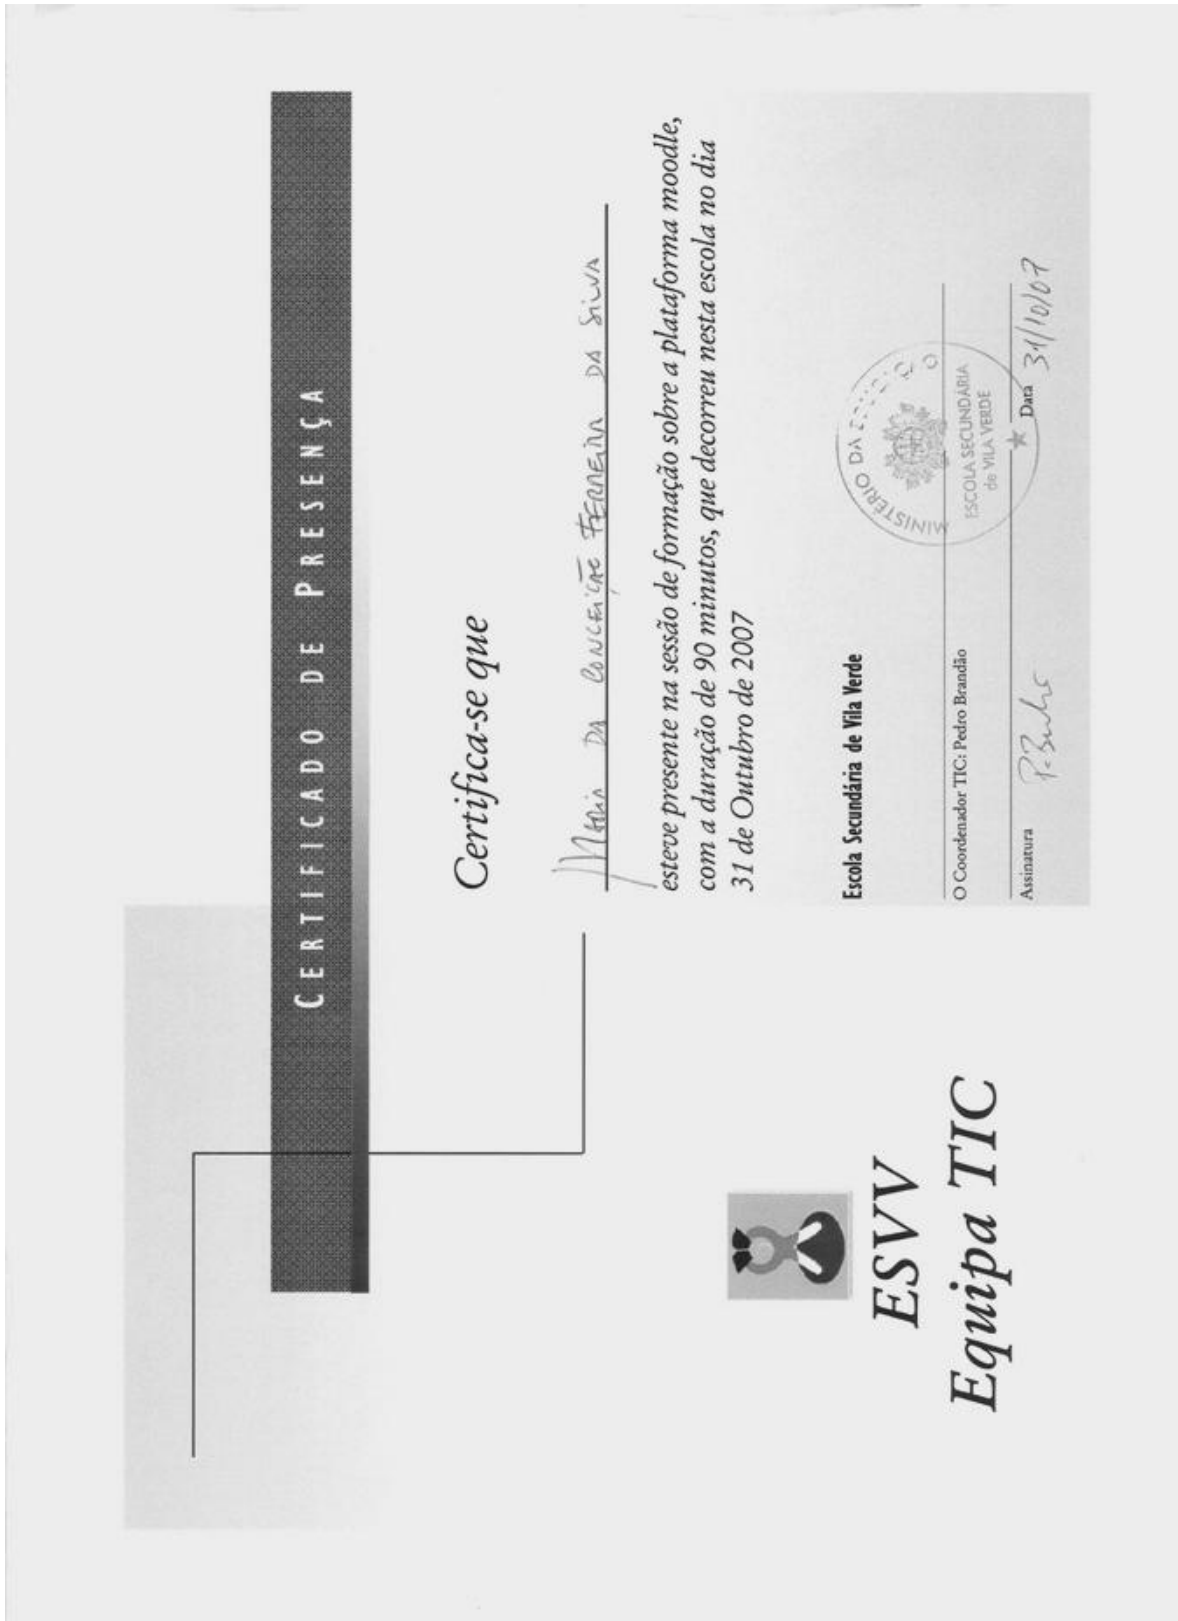 CERTIFICADO DE PRESENÇA
Certifica-se que
Maria DA CONCEIÇÃO FERREIRA DA SILVA
esteve presente na sessão de formação sobre a plataforma moodle,
com a duração de 90 minutos, que decorreu nesta escola no dia
31 de Outubro de 2007
ESVV
Equipa TIC
Escola Secundária de Vila Verde
MINISTÉRIO DA
ESCOLA SECUNDÁRIA
de VILA VERDE
O Coordenador TIC: Pedro Brandão
Assinatura Data 31/10/07